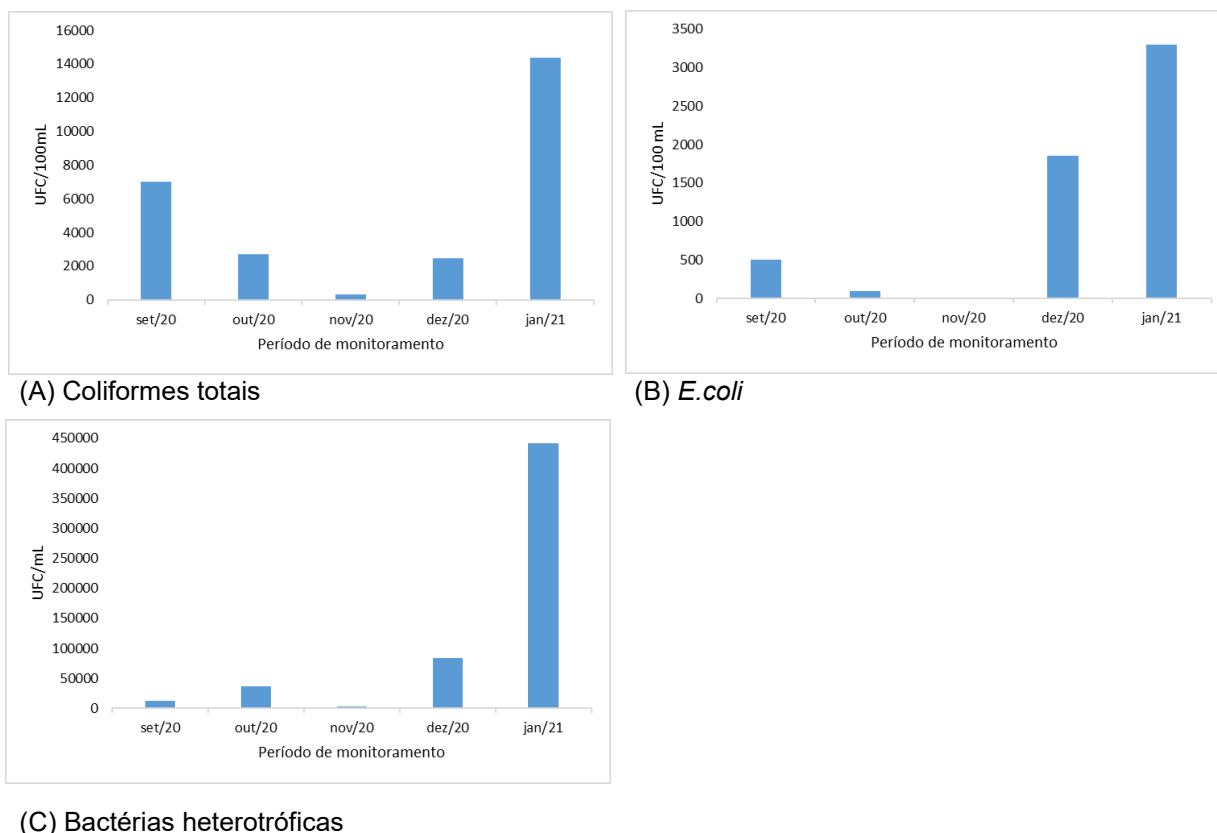 16000
14000
12000
10000
8000
6000
4000
2000
0
UFC/100mL
set/20 out/20 nov/20 dez/20 jan/21
Período de monitoramento
(A) Coliformes totais
3500
3000
2500
2000
1500
1000
500
0
UFC/100 mL
set/20 out/20 nov/20 dez/20 jan/21
Período de monitoramento
(B) E.coli
450000
400000
350000
300000
250000
200000
150000
100000
50000
0
UFC/mL
set/20 out/20 nov/20 dez/20 jan/21
Período de monitoramento
(C) Bactérias heterotróficas